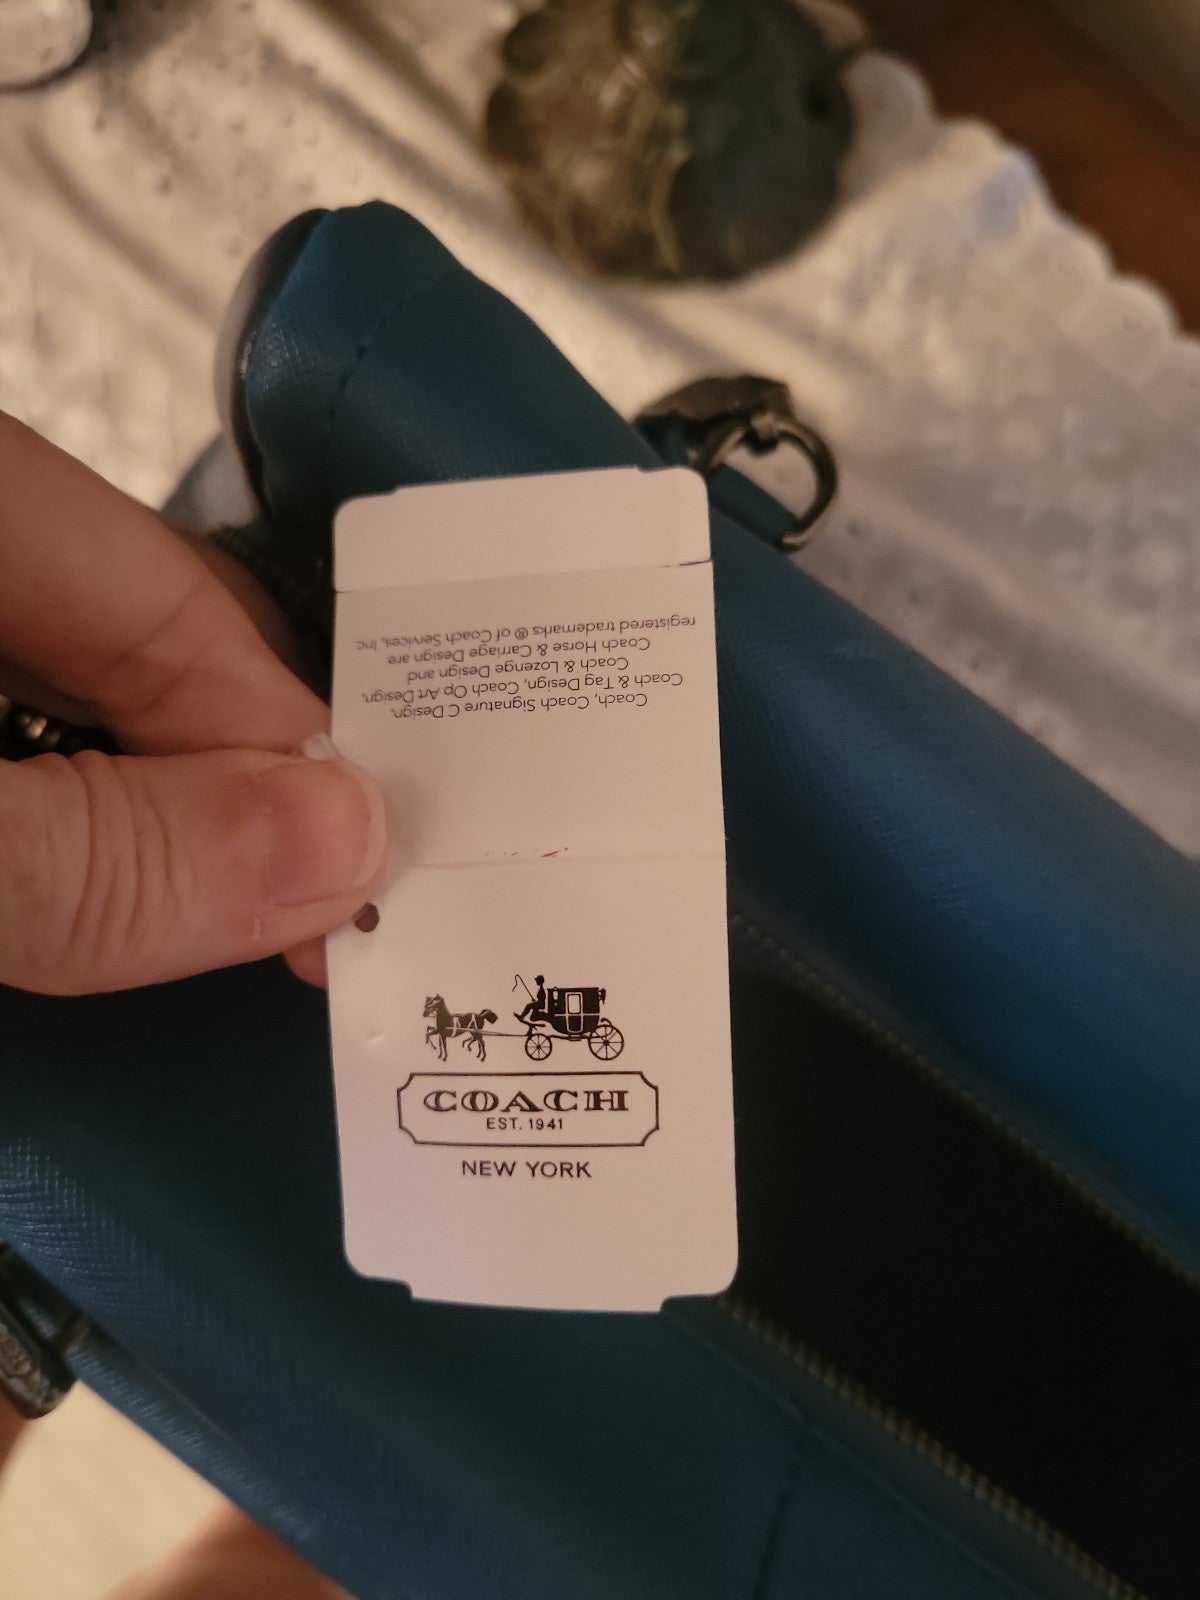 Coach, Coach Signature C Design,
Coach & Tag Design, Coach Op Art Design,
Coach & Lozenge Design and
Coach Horse & Carriage Design are
registered trademarks ® of Coach Services, Inc.
COACH
EST. 1941
NEW YORK